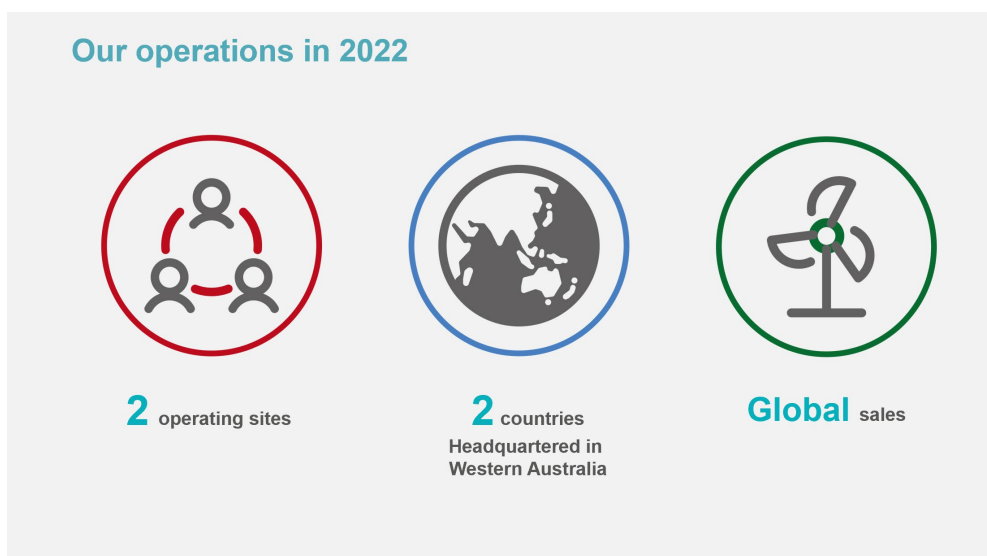 Our operations in 2022
2 operating sites
2 countries
Headquartered in
Western Australia
Global sales